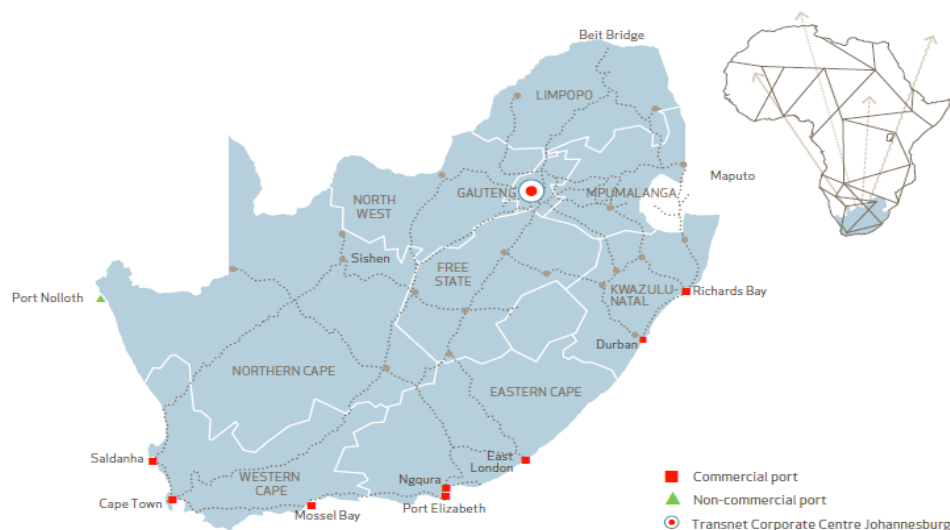 Beit Bridge
LIMPOPO
Maputo
GAUTENG
MPUMALANGA
NORTH
WEST
Sishen
FREE
STATE
KWAZULU-
NATAL
Richards Bay
Port Nolloth
Durban
NORTHERN CAPE
EASTERN CAPE
Saldanha
East
London
WESTERN
CAPE
Ngqura
Cape Town
Mossel Bay
Port Elizabeth
Commercial port
Non-commercial port
Transnet Corporate Centre Johannesburg